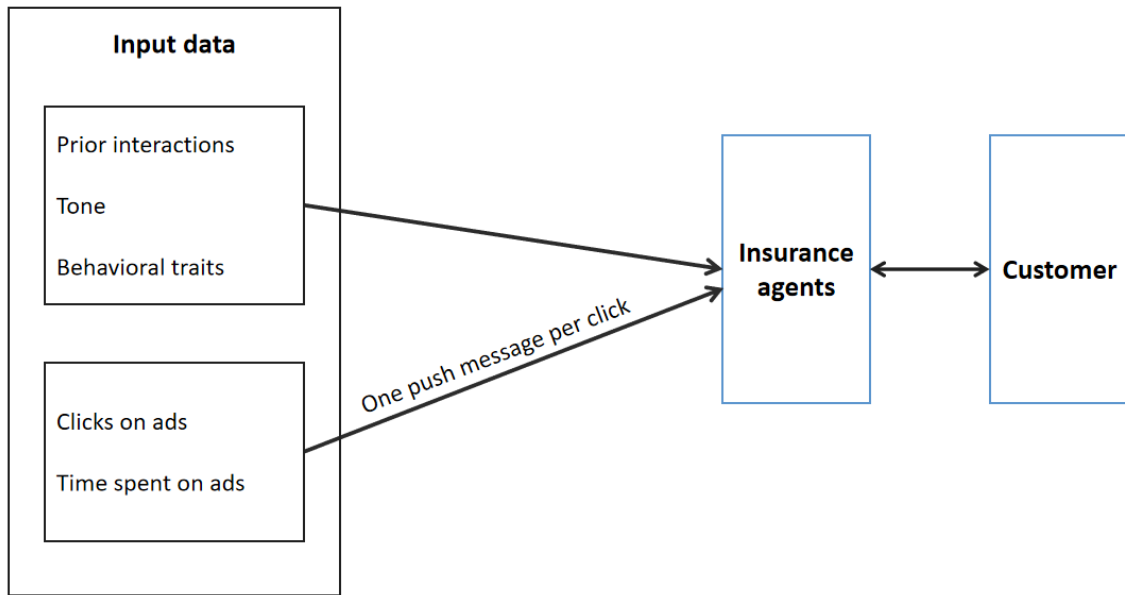 Input data
Prior interactions
Tone
Behavioral traits
Clicks on ads
Time spent on ads
One push message per click
Insurance
agents
Customer